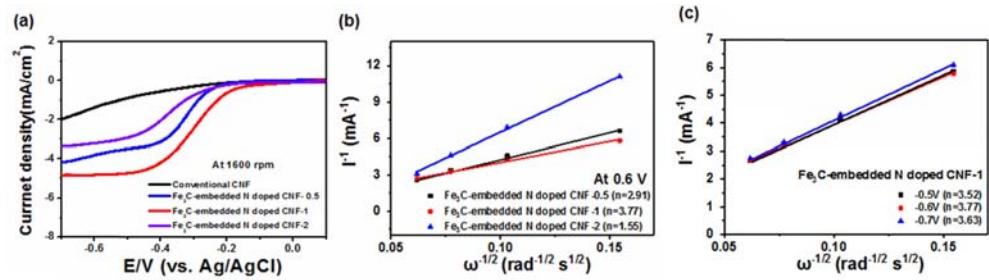 (a)
Currnet density(mA/cm2)
2
0
-2
-4
-6
-8
-0.6
-0.4
-0.2
0.0
E/V (vs. Ag/AgCl)
At 1600 rpm
Conventional CNF
Fe3C-embedded N doped CNF- 0.5
Fe3C-embedded N doped CNF-1
Fe3C-embedded N doped CNF-2
(b)
I-1 (mA-1)
12
9
6
3
0
0.05
0.10
0.15
ω-1/2 (rad-1/2 s1/2)
At 0.6 V
Fe3C-embedded N doped CNF-0.5 (n=2.91)
Fe3C-embedded N doped CNF -1 (n=3.77)
Fe3C-embedded N doped CNF-2 (n=1.55)
(c)
I-1 (mA-1)
7
6
5
4
3
2
1
0
0.05
0.10
0.15
ω-1/2 (rad-1/2 s1/2)
Fe3C-embedded N doped CNF-1
-0.5V (n=3.52)
-0.6V (n=3.77)
-0.7V (n=3.63)